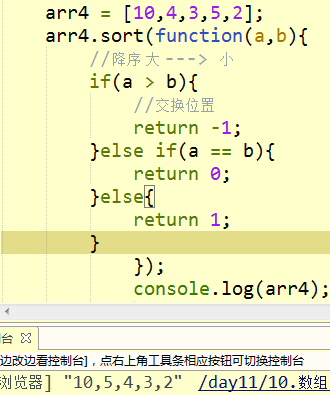 arr4 = [10,4,3,5,2];
arr4.sort(function(a,b){
//降序 大 ---> 小
if(a > b){
//交换位置
return -1;
}else if(a == b){
return 0;
}else{
return 1;
}
});
console.log(arr4);
台
边改边看控制台]，点右上角工具条相应按钮可切换控制台
浏览器] "10,5,4,3,2" /day11/10.数组